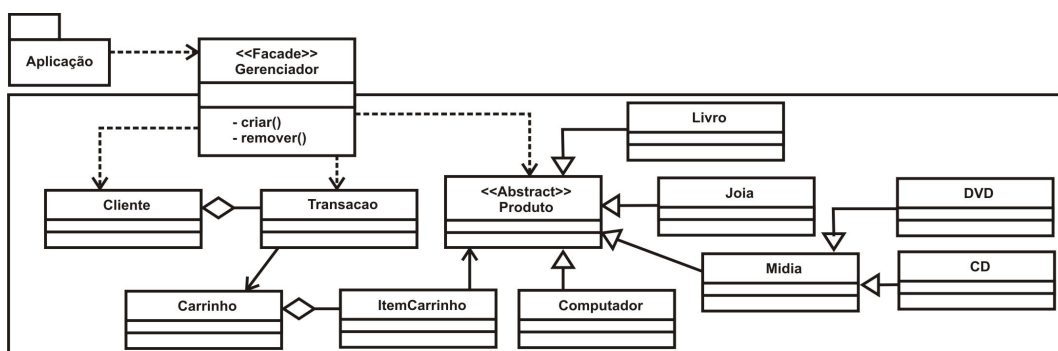 Aplicação
<<Facade>>
Gerenciador
- criar()
- remover()
Livro
Cliente
Transacao
<<Abstract>>
Produto
Joia
DVD
Midia
CD
Carrinho
ItemCarrinho
Computador